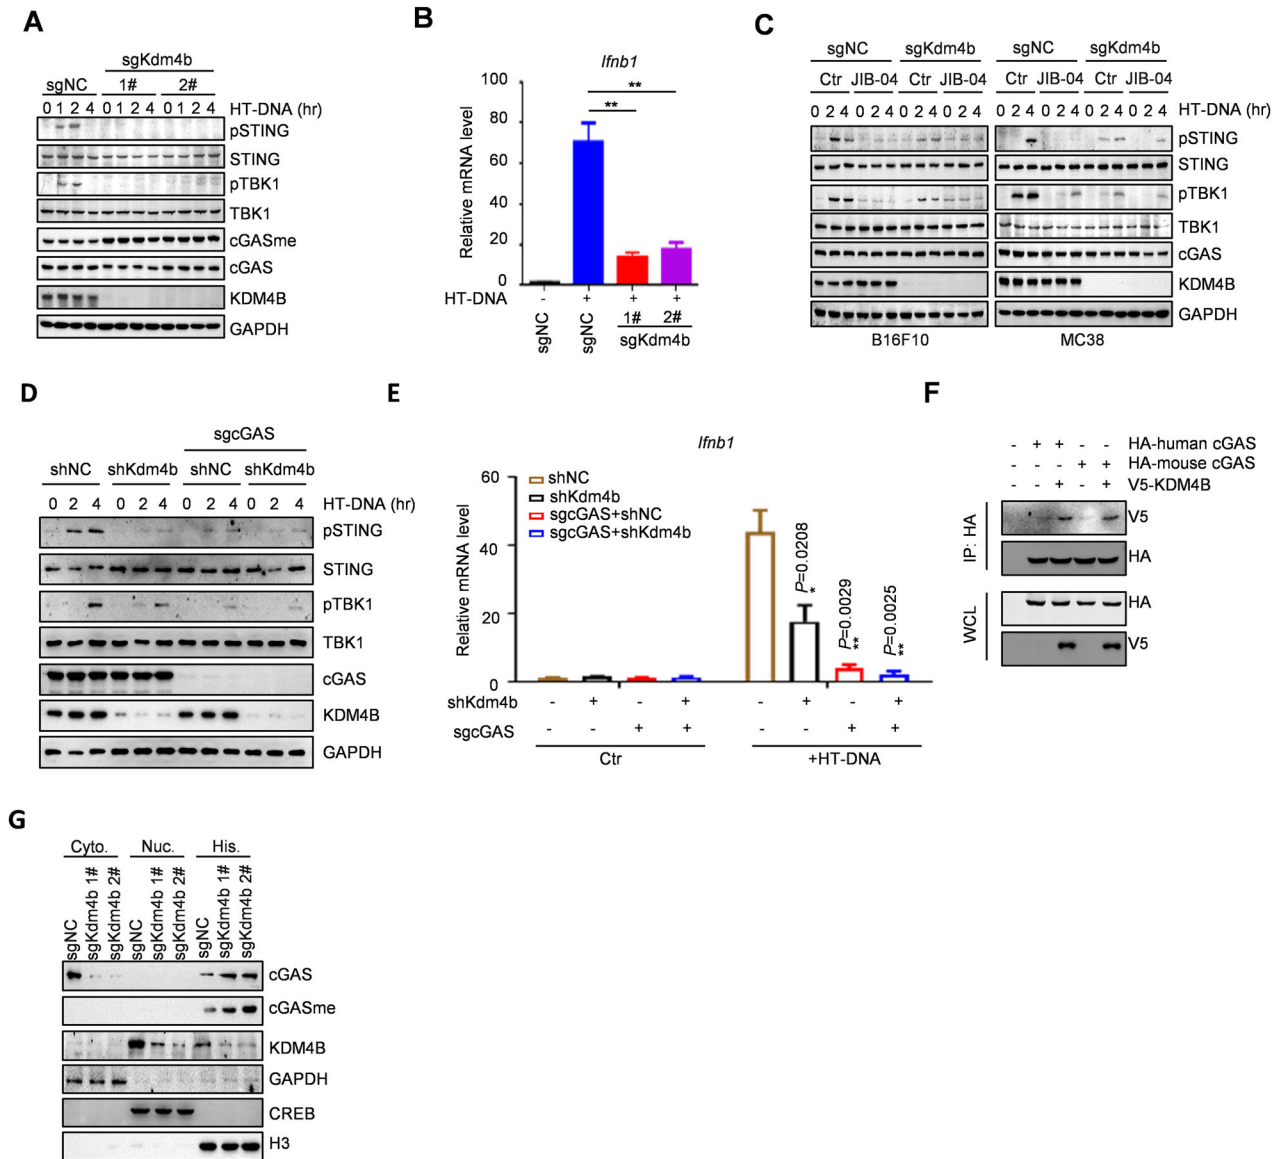 A
sgKdm4b
sgNC 1# 2#
0 1 2 4 0 1 2 4 0 1 2 4 HT-DNA (hr)
pSTING
STING
pTBK1
TBK1
cGASme
cGAS
KDM4B
GAPDH
B
Ifnb1
Relative mRNA level
100
80
60
40
20
0
** 
**
HT-DNA - + + +
sgNC sgNC 1# 2#
sgKdm4b
C
sgNC sgKdm4b sgNC sgKdm4b
Ctr JIB-04 Ctr JIB-04 Ctr JIB-04 Ctr JIB-04
0 2 4 0 2 4 0 2 4 0 2 4 0 2 4 0 2 4 0 2 4 0 2 4 HT-DNA (hr)
pSTING
STING
pTBK1
TBK1
cGAS
KDM4B
GAPDH
B16F10 MC38
D
sgcGAS
shNC shKdm4b shNC shKdm4b
0 2 4 0 2 4 0 2 4 0 2 4 HT-DNA (hr)
pSTING
STING
pTBK1
TBK1
cGAS
KDM4B
GAPDH
E
Ifnb1
Relative mRNA level
60
40
20
0
shNC
shKdm4b
sgcGAS+shNC
sgcGAS+shKdm4b
P=0.0208
*
P=0.0029
**
P=0.0025
**
shKdm4b - + - + - + - +
sgcGAS - - + + - - + +
Ctr +HT-DNA
F
- + + - - HA-human cGAS
- - - + + HA-mouse cGAS
- - + - + V5-KDM4B
IP: HA
V5
HA
WCL
HA
V5
G
Cyto. Nuc. His.
sgNC sgKdm4b 1# sgKdm4b 2# sgNC sgKdm4b 1# sgKdm4b 2# sgNC sgKdm4b 1# sgKdm4b 2#
cGAS
cGASme
KDM4B
GAPDH
CREB
H3